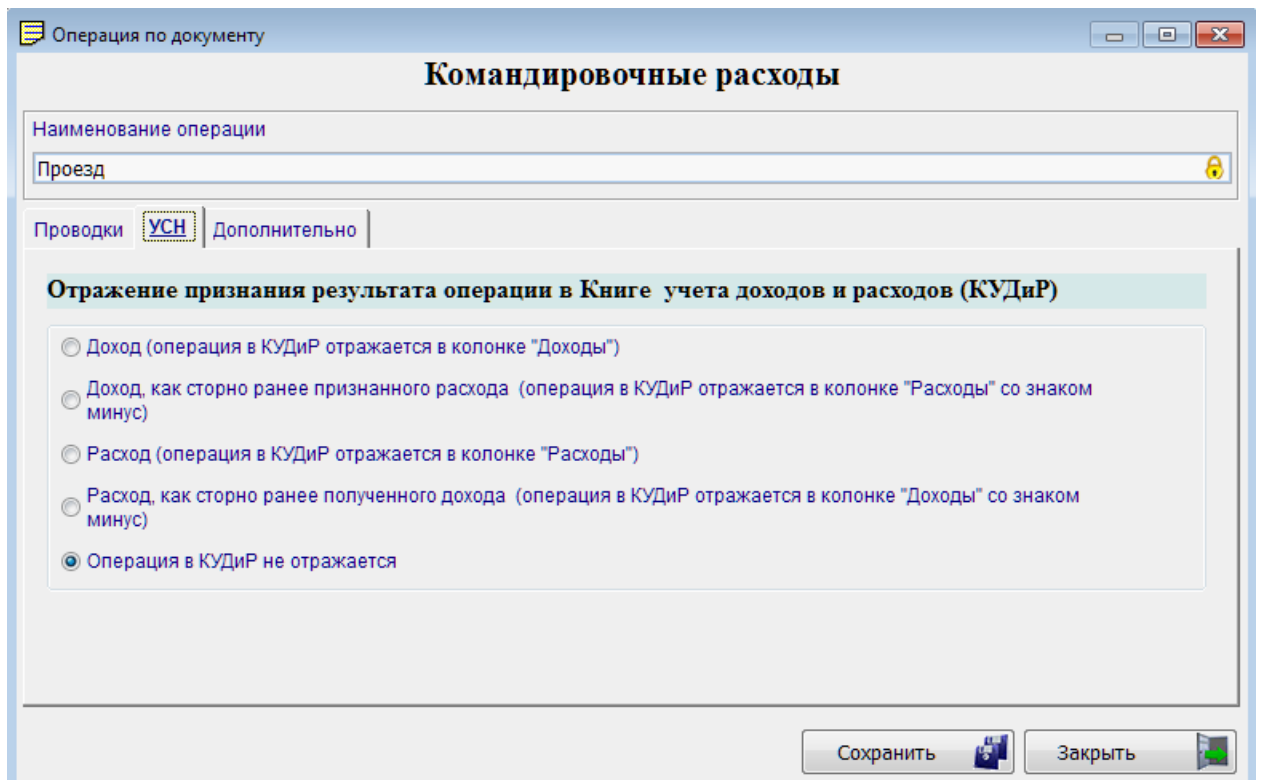 Операция по документу
Командировочные расходы
Наименование операции
Проезд
Проводки УСН Дополнительно
Отражение признания результата операции в Книге учета доходов и расходов (КУДиР)
Доход (операция в КУДиР отражается в колонке "Доходы")
Доход, как сторно ранее признанного расхода (операция в КУДиР отражается в колонке "Расходы" со знаком
минус)
Расход (операция в КУДиР отражается в колонке "Расходы")
Расход, как сторно ранее полученного дохода (операция в КУДиР отражается в колонке "Доходы" со знаком
минус)
Операция в КУДиР не отражается
Сохранить Закрыть